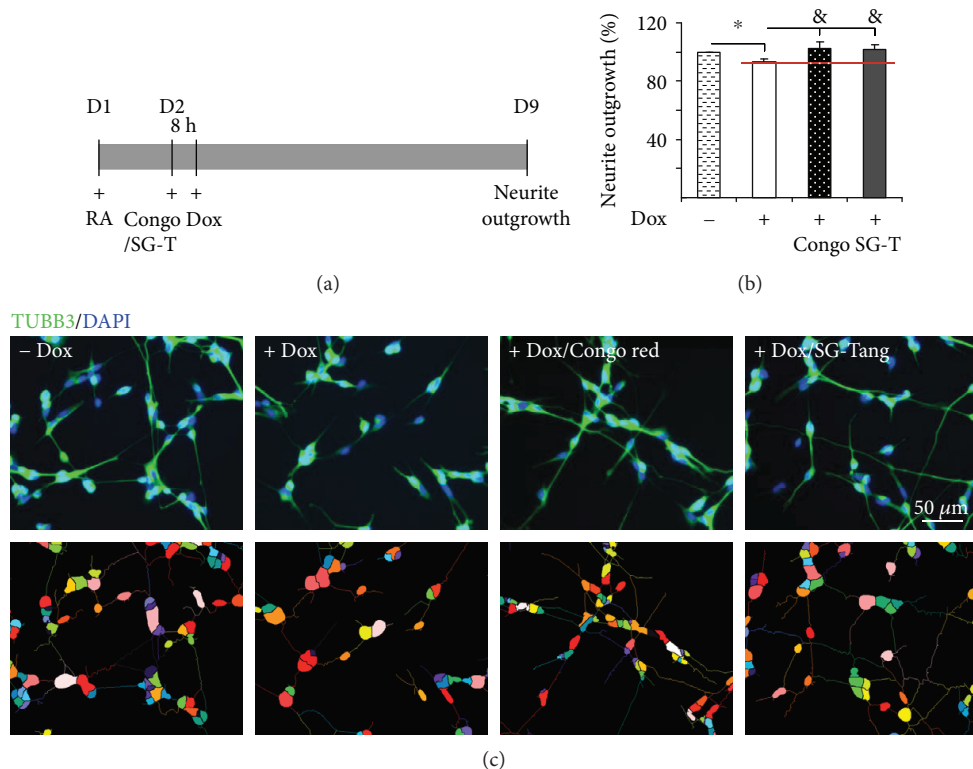 D1 D2 D9
8 h
+ + +
RA Congo Dox Neurite
/SG-T outgrowth
(a)
Neurite outgrowth (%)
120
80
40
* & &
Dox – + + +
Congo SG-T
(b)
TUBB3/DAPI
– Dox
+ Dox
+ Dox/Congo red
+ Dox/SG-Tang
50 µm
(c)